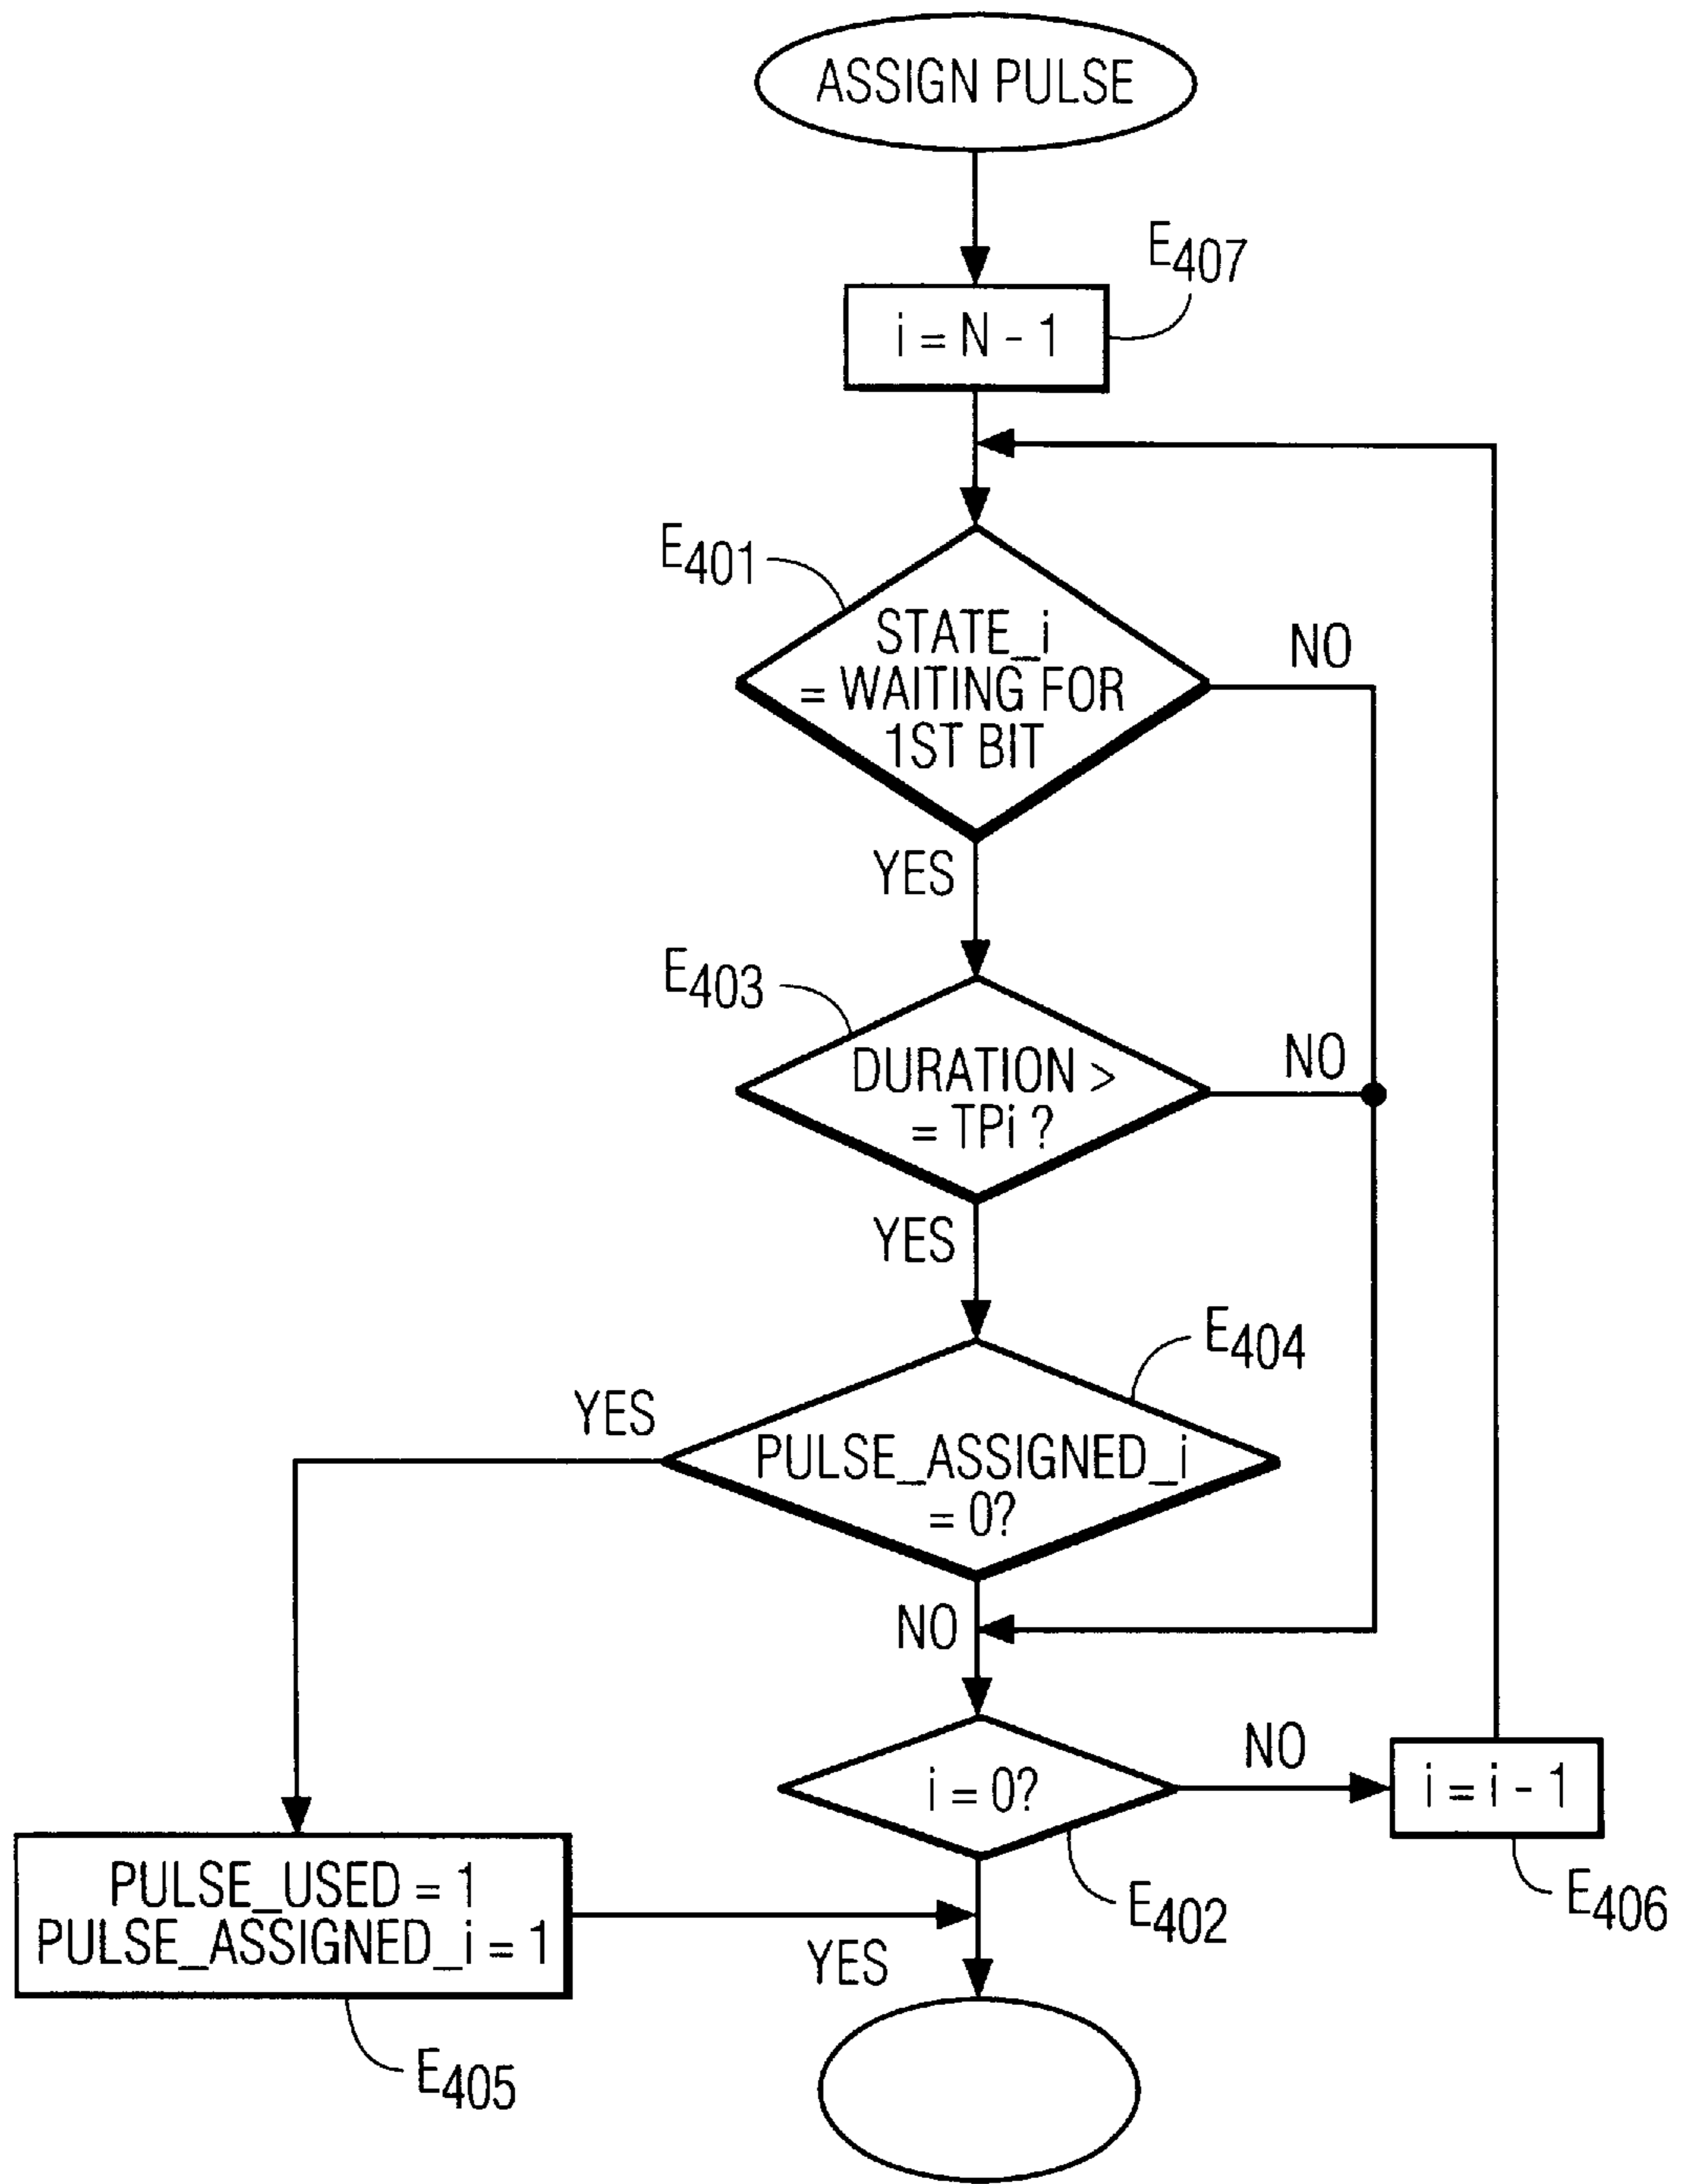 ASSIGN PULSE
E407
i = N - 1
E401
STATE_i
= WAITING FOR
1ST BIT
NO
YES
E403
DURATION >
= TPi ?
NO
YES
E404
YES
PULSE_ASSIGNED_i
= 0?
NO
i = 0?
NO
i = i - 1
PULSE_USED = 1
PULSE_ASSIGNED_i = 1
E402
E406
YES
E405